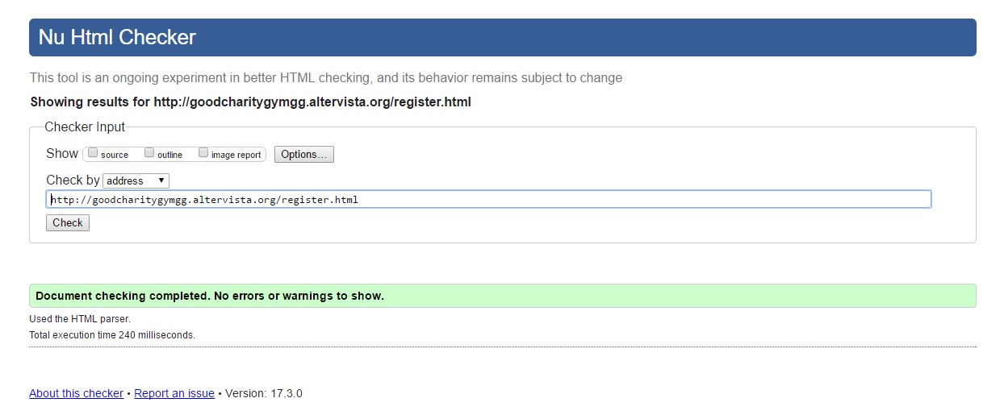 Nu Html Checker
This tool is an ongoing experiment in better HTML checking, and its behavior remains subject to change
Showing results for http://goodcharitygymgg.altervista.org/register.html
Checker Input
Show source outline image report Options...
Check by address
http://goodcharitygymgg.altervista.org/register.html
Check
Document checking completed. No errors or warnings to show.
Used the HTML parser.
Total execution time 240 milliseconds.
About this checker • Report an issue • Version: 17.3.0